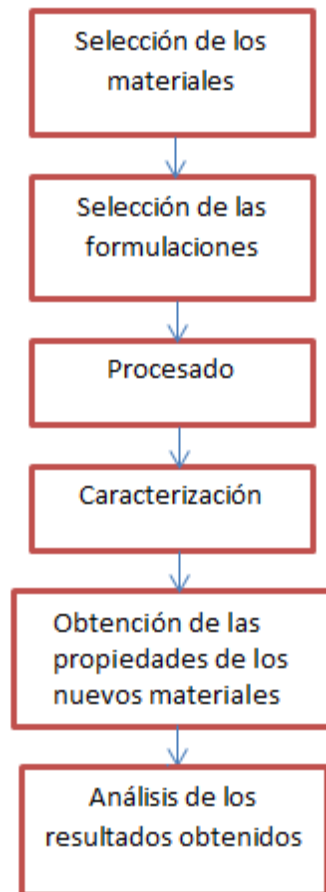 Selección de los
materiales
Selección de las
formulaciones
Procesado
Caracterización
Obtención de las
propiedades de los
nuevos materiales
Análisis de los
resultados obtenidos